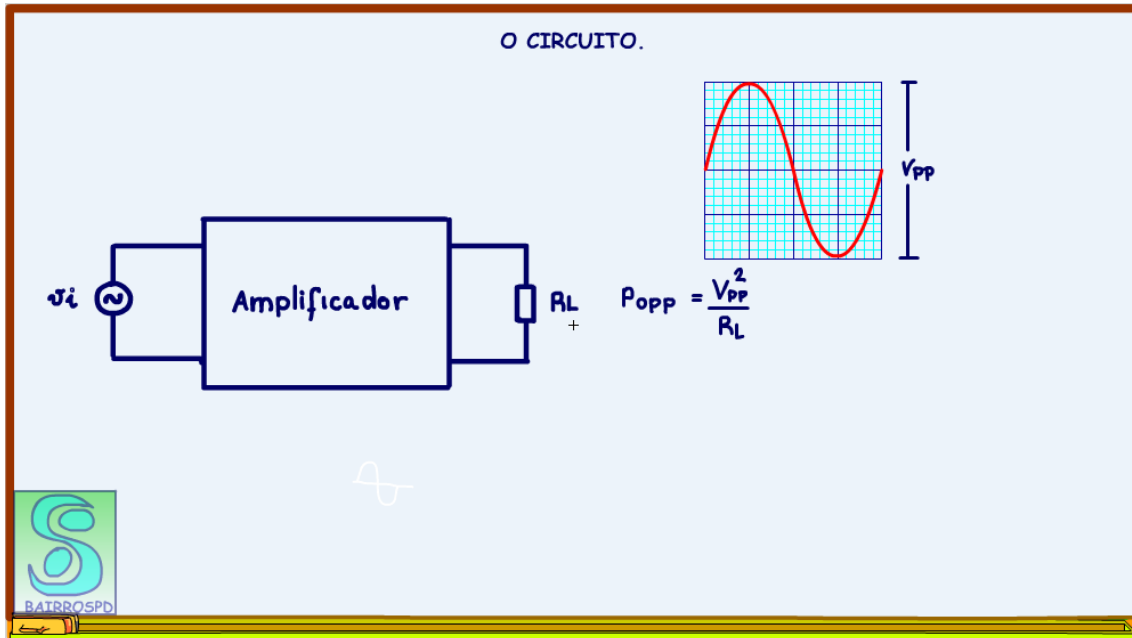 O CIRCUITO.
VPP
vi
Amplificador
RL
POPP = VPP²
RL
BAIRROSPD